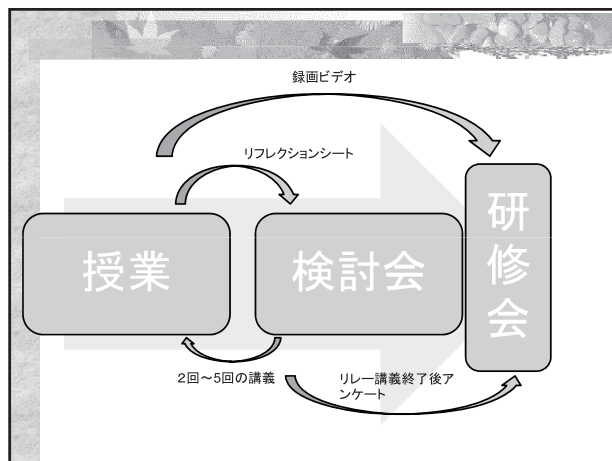 録画ビデオ
リフレクションシート
授業
検討会
研修会
2回～5回の講義
リレー講義終了後ア
ンケート